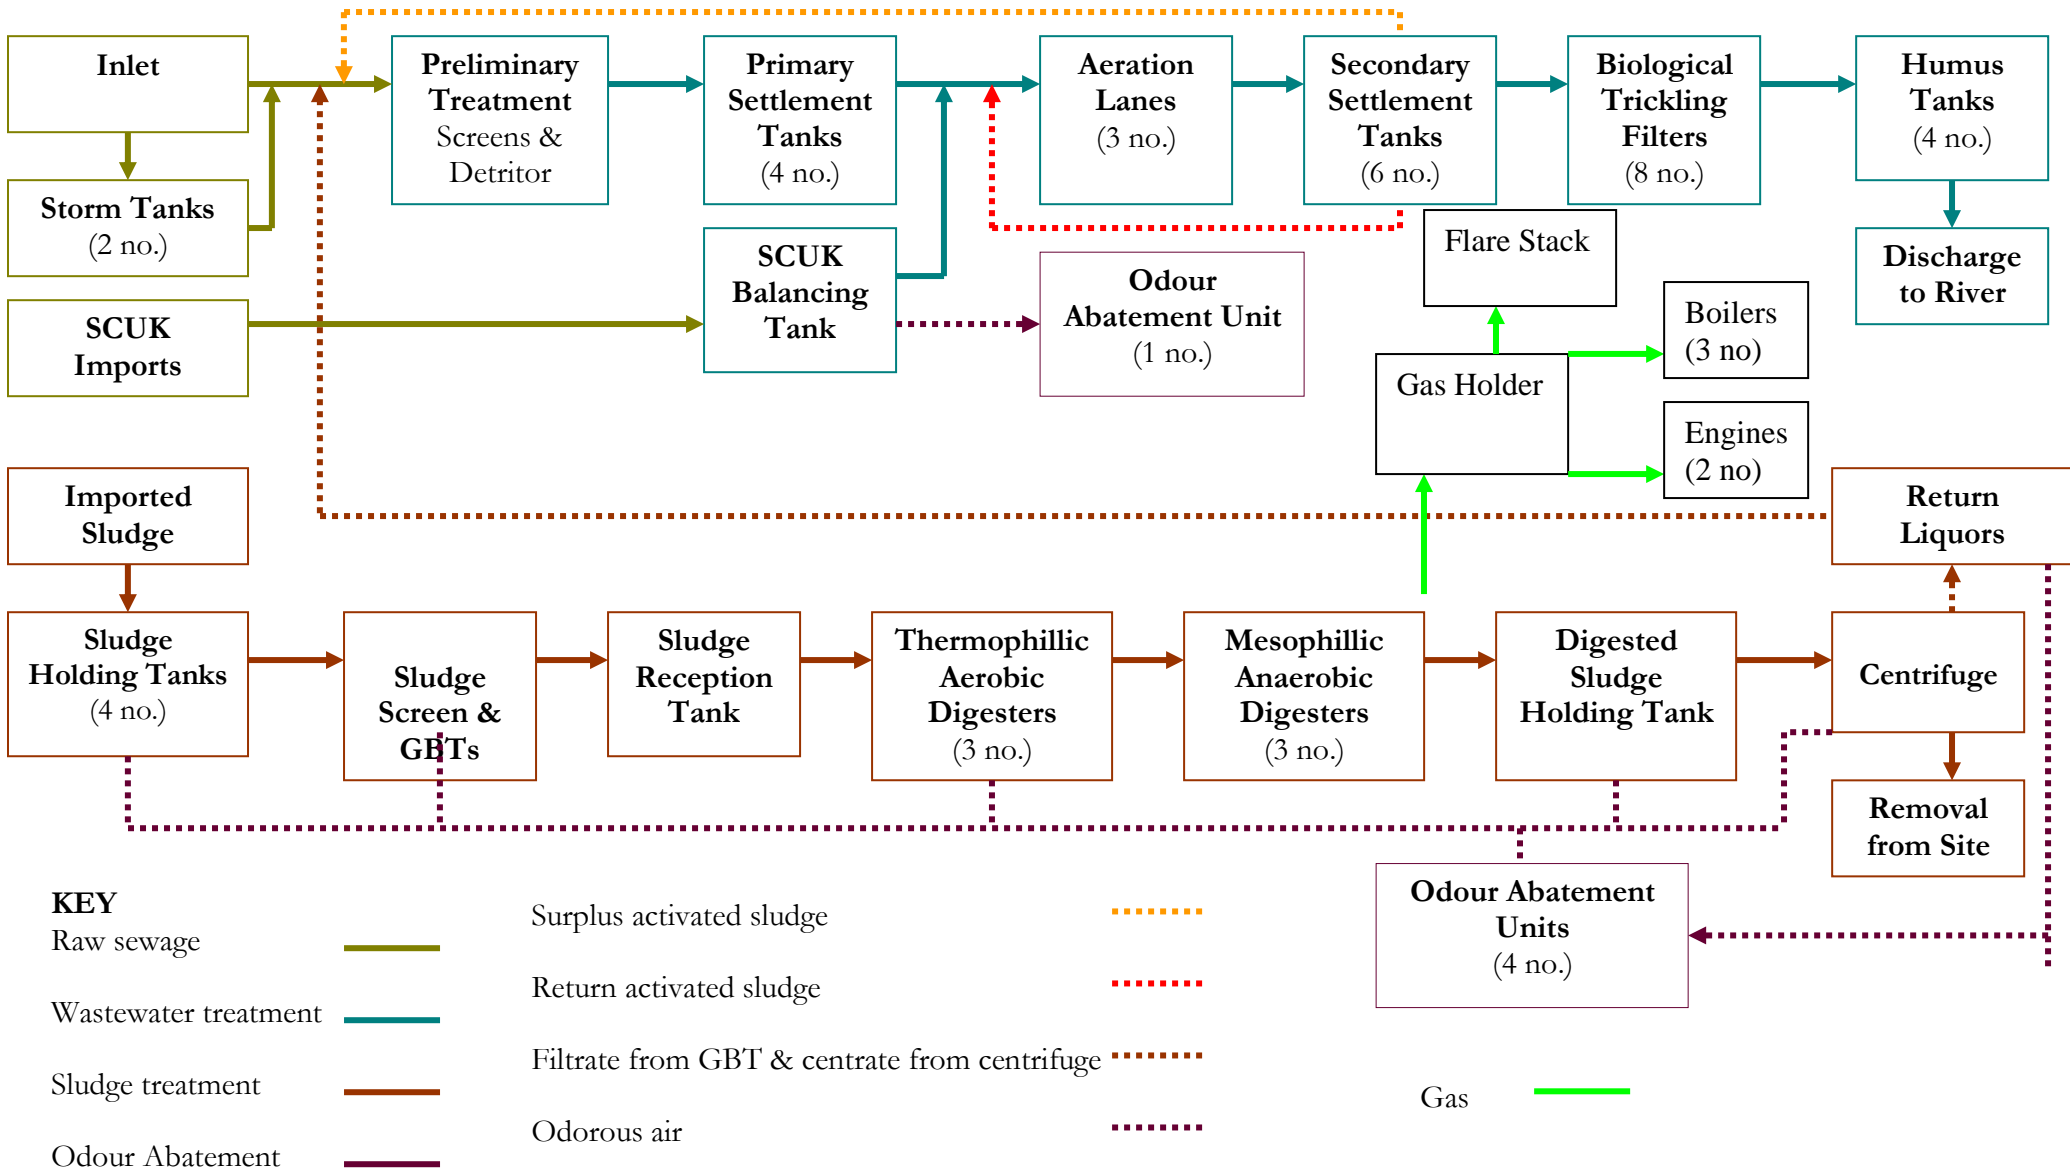 Inlet
Preliminary
Treatment
Screens &
Detritor
Primary
Settlement
Tanks
(4 no.)
Aeration
Lanes
(3 no.)
Secondary
Settlement
Tanks
(6 no.)
Biological
Trickling
Filters
(8 no.)
Humus
Tanks
(4 no.)
Storm Tanks
(2 no.)
SCUK
Imports
SCUK
Balancing
Tank
Odour
Abatement Unit
(1 no.)
Flare Stack
Discharge
to River
Boilers
(3 no)
Gas Holder
Engines
(2 no)
Imported
Sludge
Return
Liquors
Sludge
Holding Tanks
(4 no.)
Sludge
Screen &
GBTs
Sludge
Reception
Tank
Thermophillic
Aerobic
Digesters
(3 no.)
Mesophillic
Anaerobic
Digesters
(3 no.)
Digested
Sludge
Holding Tank
Centrifuge
Removal
from Site
Odour Abatement
Units
(4 no.)
KEY
Raw sewage
Wastewater treatment
Sludge treatment
Odour Abatement
Surplus activated sludge
Return activated sludge
Filtrate from GBT & centrate from centrifuge
Odorous air
Gas